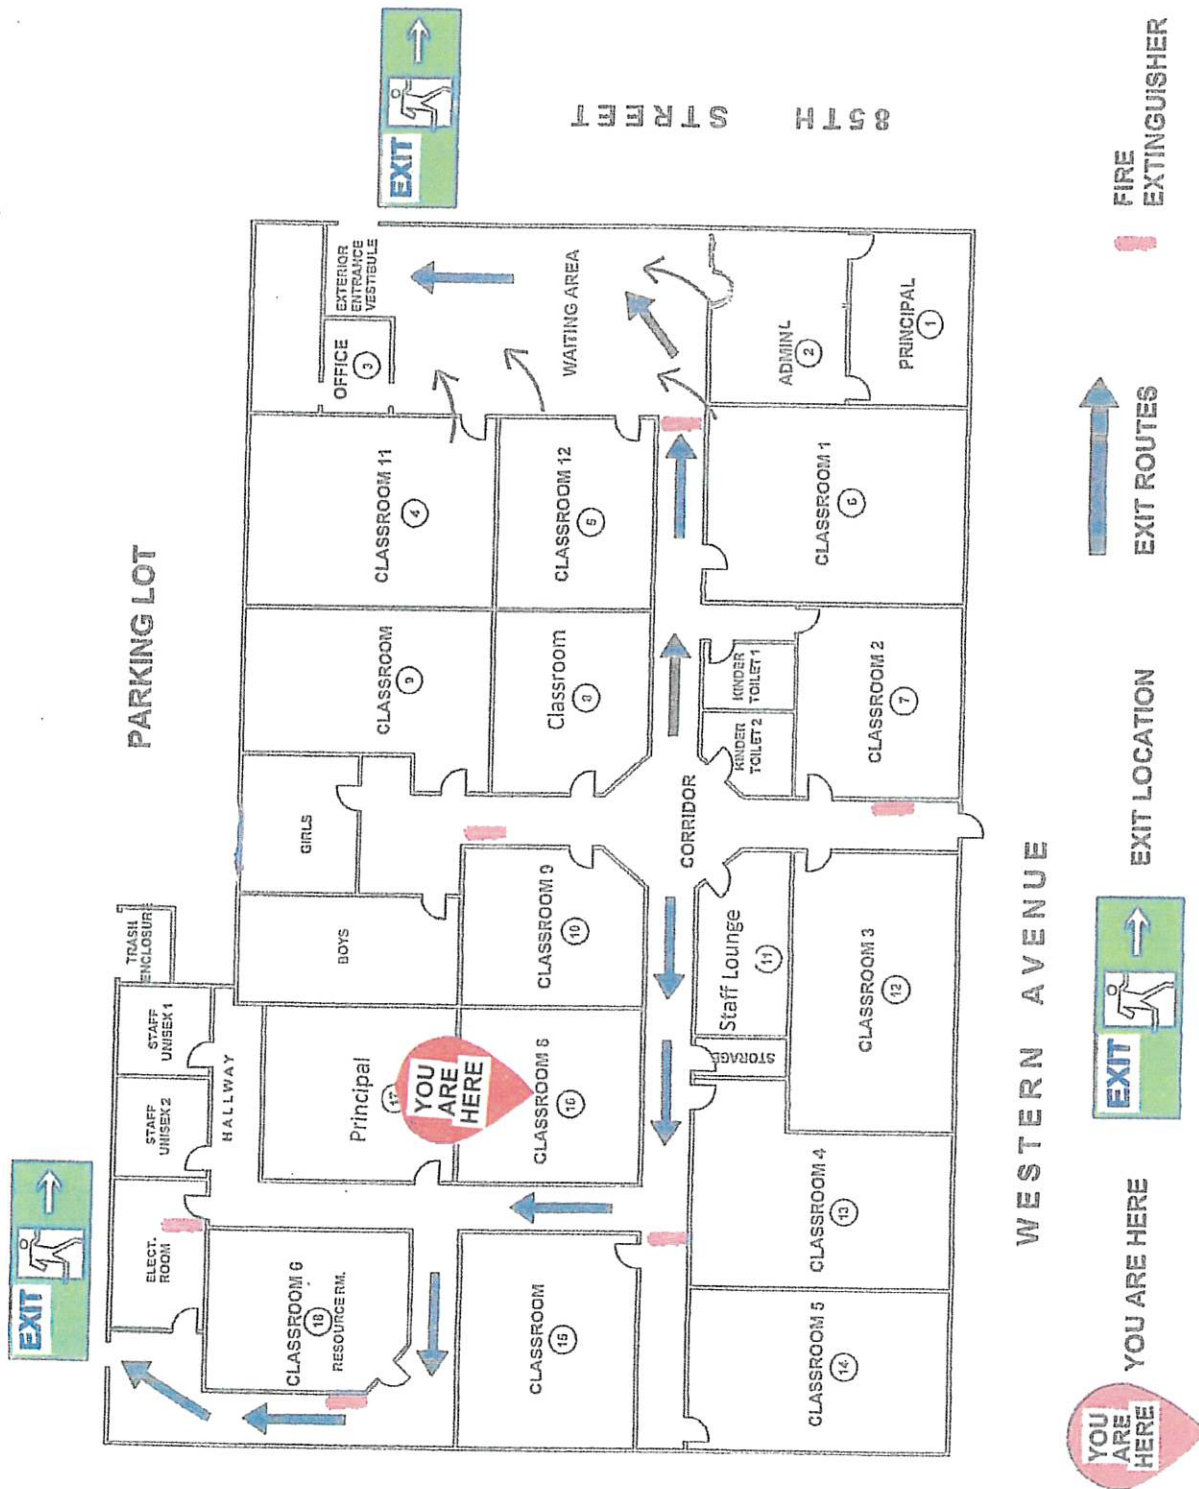 EXIT
EXIT
PARKING LOT
TRASH
ENCLOSURE
STAFF
UNISEX 1
STAFF
UNISEX 2
ELECT.
ROOM
HALLWAY
GIRLS
BOYS
OFFICE
3
EXTERIOR
ENTRANCE
VESTIBULE
CLASSROOM 6
18
RESOURCE RM.
Principal
17
YOU
ARE
HERE
CLASSROOM
9
CLASSROOM 11
4
CLASSROOM
15
CLASSROOM 8
16
CLASSROOM 9
10
Classroom
8
CLASSROOM 12
5
WAITING AREA
85TH STREET
CORRIDOR
STORAGE
Staff Lounge
11
KINDER
TOILET 2
KINDER
TOILET 1
ADMIN'L
2
CLASSROOM 5
14
CLASSROOM 4
13
CLASSROOM 3
12
CLASSROOM 2
7
CLASSROOM 1
6
PRINCIPAL
1
WESTERN AVENUE
YOU
ARE
HERE
YOU ARE HERE
EXIT
EXIT LOCATION
EXIT ROUTES
FIRE
EXTINGUISHER